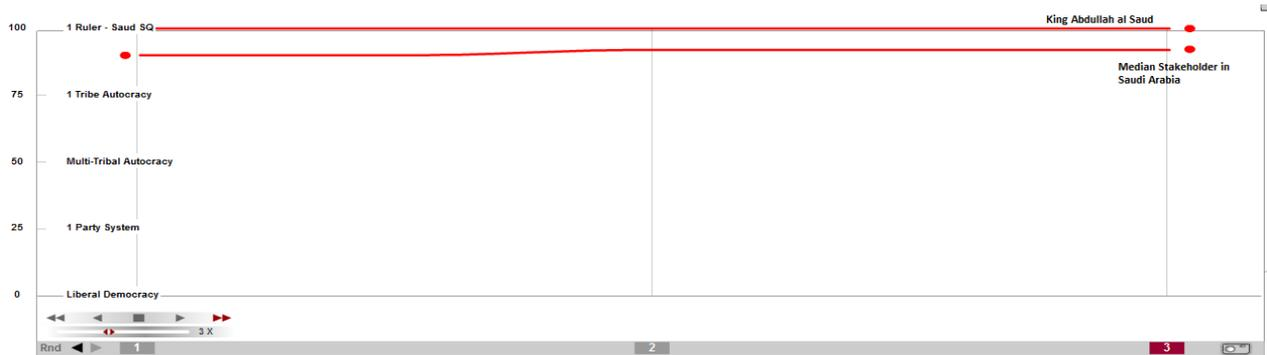 King Abdullah al Saud
100 1 Ruler - Saud SQ
Median Stakeholder in
Saudi Arabia
75 1 Tribe Autocracy
50 Multi-Tribal Autocracy
25 1 Party System
0 Liberal Democracy
3 X
Rnd 1 2 3